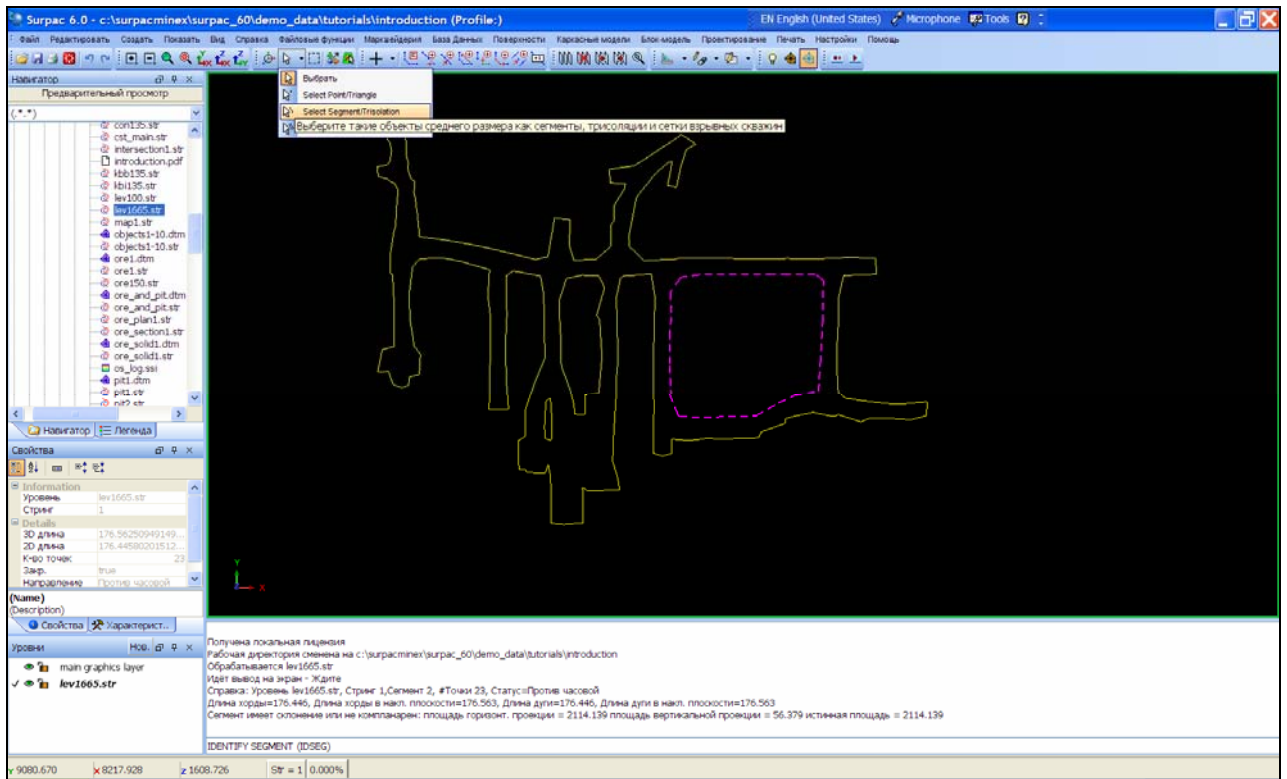 Surpac 6.0 - c:\surpacminex\surpac_60\demo_data\tutorials\introduction (Profile:)
EN English (United States) Microphone Tools
Файл Редактировать Создать Показать Вид Справка Файловые функции Маркшейдерия База Данных Поверхности Каркасные модели Блок-модель Проектирование Печать Настройки Помощь
Навигатор
Предварительный просмотр
(*.*)
con135.str
cst_main.str
intersection1.str
introduction.pdf
kbb135.str
kbi135.str
lev100.str
lev1665.str
map1.str
objects1-10.dtm
objects1-10.str
ore1.dtm
ore1.str
ore150.str
ore_and_pit.dtm
ore_and_pit.str
ore_plan1.str
ore_section1.str
ore_solid1.dtm
ore_solid1.str
os_log.ssi
pit1.dtm
pit1.str
pit2.str
Навигатор Легенда
Выбрать
Select Point/Triangle
Select Segment/Trisolation
Выберите такие объекты среднего размера как сегменты, трисоляции и сетки взрывных скважин
Свойства
Information
Уровень lev1665.str
Стринг 1
Details
3D длина 176.56250949149...
2D длина 176.44580201512...
К-во точек 23
Закр. true
Направление Против часовой
(Name)
(Description)
Свойства Характерист...
Уровни Нов.
main graphics layer
lev1665.str
Y
X
Получена локальная лицензия
Рабочая директория сменена на c:\surpacminex\surpac_60\demo_data\tutorials\introduction
Обрабатывается lev1665.str
Идёт вывод на экран - Ждите
Справка: Уровень lev1665.str, Стринг 1,Сегмент 2, #Точки 23, Статус=Против часовой
Длина хорды=176.446, Длина хорды в накл. плоскости=176.563, Длина дуги=176.446, Длина дуги в накл. плоскости=176.563
Сегмент имеет склонение или не компланарен: площадь горизонт. проекции = 2114.139 площадь вертикальной проекции = 56.379 истинная площадь = 2114.139
IDENTIFY SEGMENT (IDSEG)
Y 9080.670 X 8217.928 Z 1608.726 Str = 1 0.000%